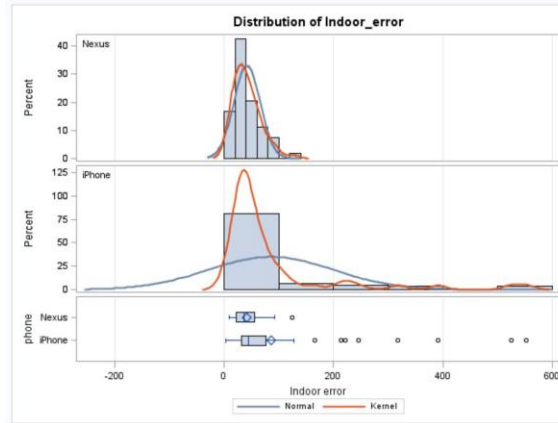 Distribution of Indoor_error
Nexus
40
30
20
10
0
Percent
iPhone
125
100
75
50
25
0
Percent
Nexus
iPhone
phone
-200 0 200 400 600
Indoor error
Normal Kernel